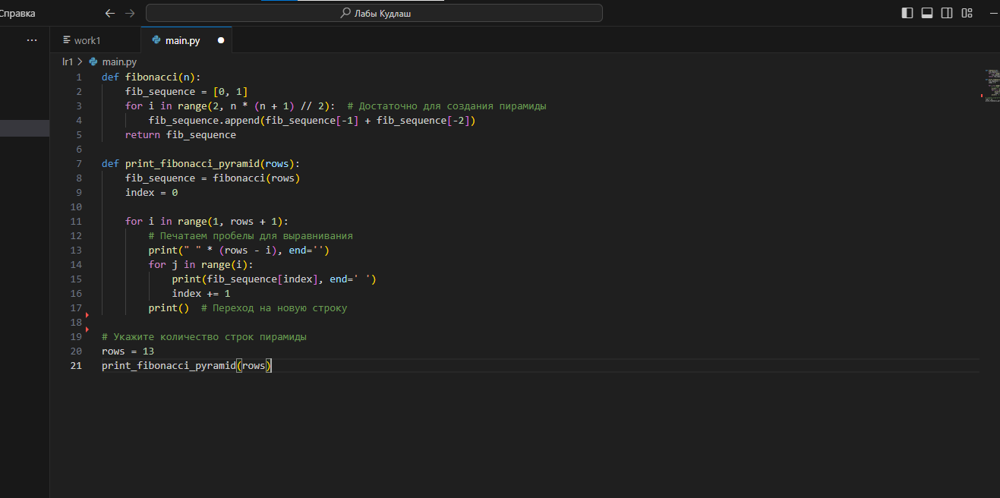 Справка
Лабы Кудлаш
work1
main.py
lr1 > main.py
1 def fibonacci(n):
2     fib_sequence = [0, 1]
3     for i in range(2, n * (n + 1) // 2):  # Достаточно для создания пирамиды
4         fib_sequence.append(fib_sequence[-1] + fib_sequence[-2])
5     return fib_sequence
6
7 def print_fibonacci_pyramid(rows):
8     fib_sequence = fibonacci(rows)
9     index = 0
10
11     for i in range(1, rows + 1):
12         # Печатаем пробелы для выравнивания
13         print(" " * (rows - i), end='')
14         for j in range(i):
15             print(fib_sequence[index], end=' ')
16             index += 1
17         print()  # Переход на новую строку
18
19 # Укажите количество строк пирамиды
20 rows = 13
21 print_fibonacci_pyramid(rows)